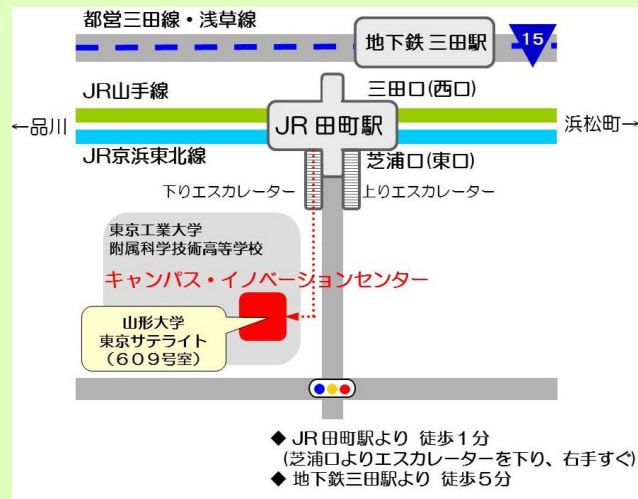 都営三田線・浅草線
地下鉄 三田駅
15
JR山手線
三田口(西口)
←品川
JR 田町駅
浜松町→
JR京浜東北線
芝浦口(東口)
下りエスカレーター
上りエスカレーター
東京工業大学
附属科学技術高等学校
キャンパス・イノベーションセンター
山形大学
東京サテライト
(609号室)
◆ JR 田町駅より 徒歩1分
(芝浦口よりエスカレーターを下り、右手すぐ)
◆ 地下鉄三田駅より 徒歩5分